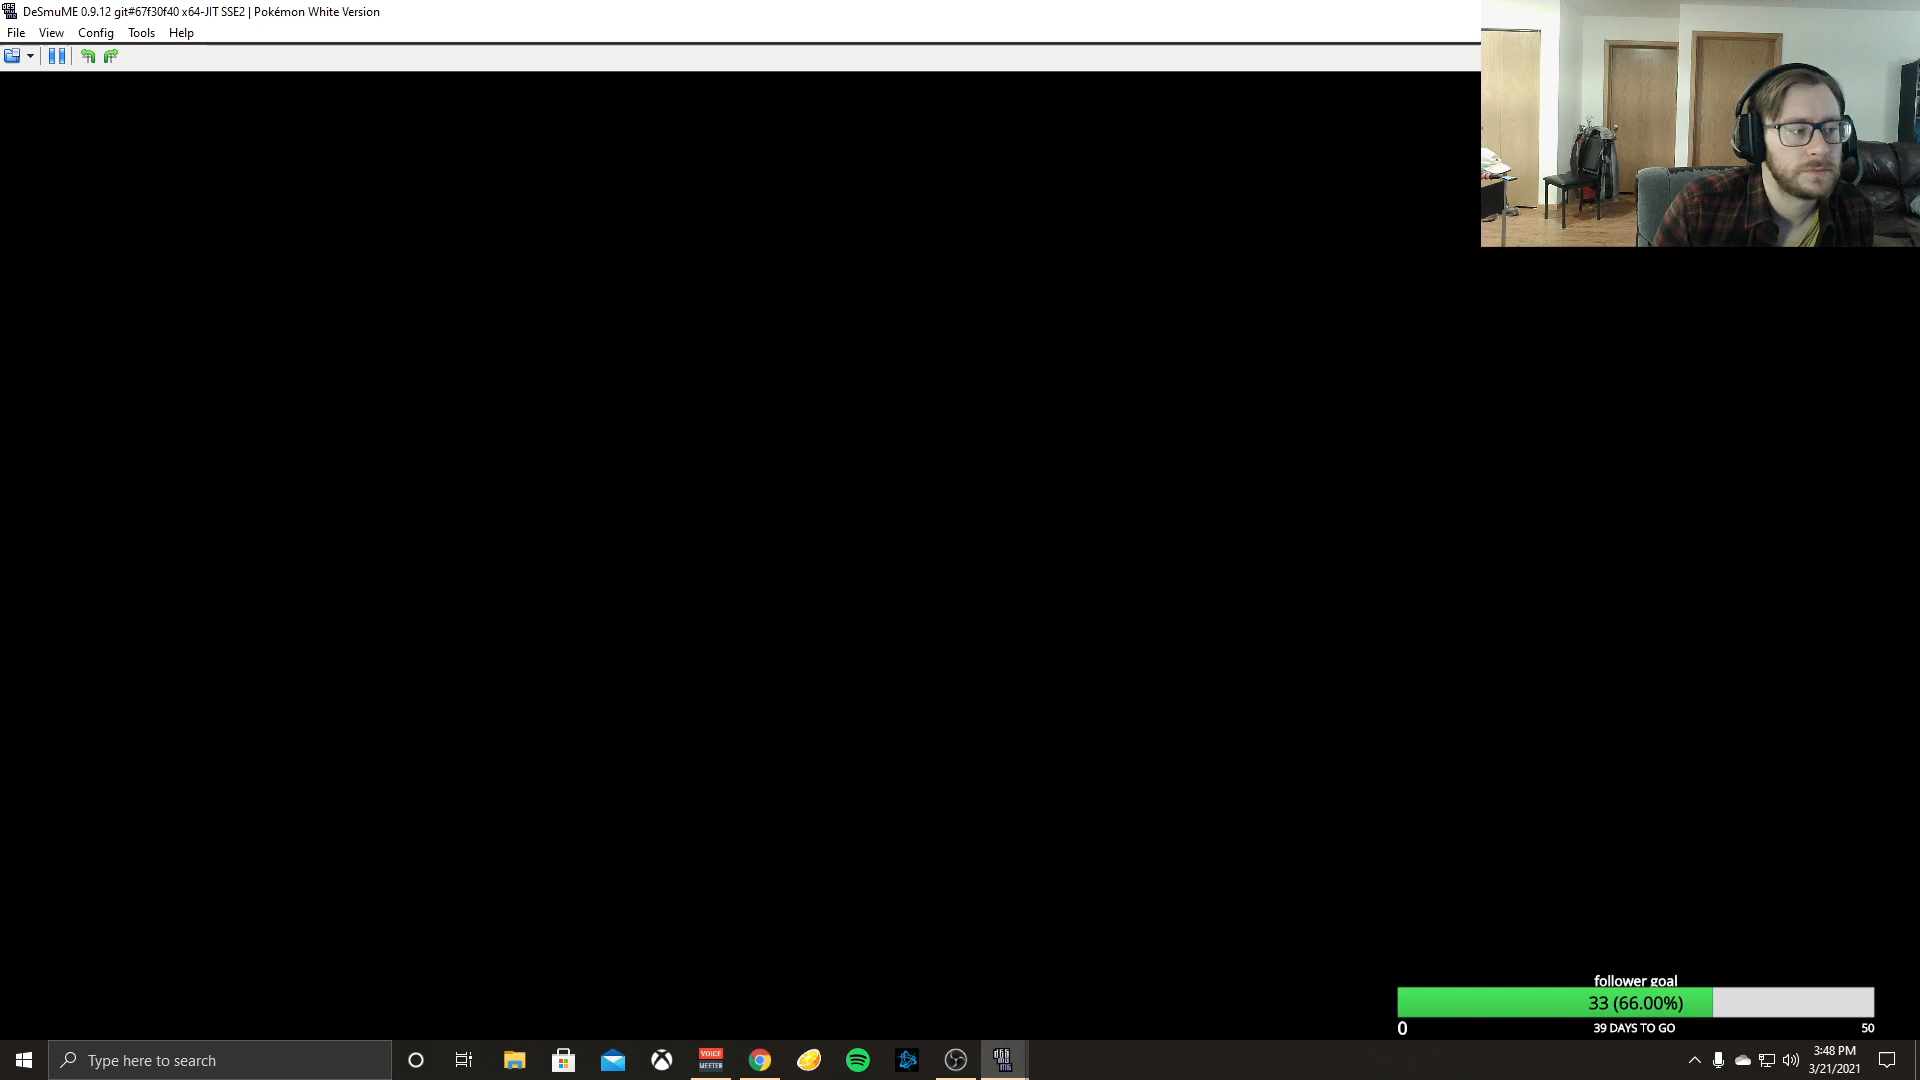 DeSmuME 0.9.12 git#67f30f40 x64-JIT SSE2 | Pokémon White Version
File View Config Tools Help
follower goal
33 (66.00%)
0 39 DAYS TO GO 50
Type here to search
VOICE
MEETER
3:48 PM
3/21/2021